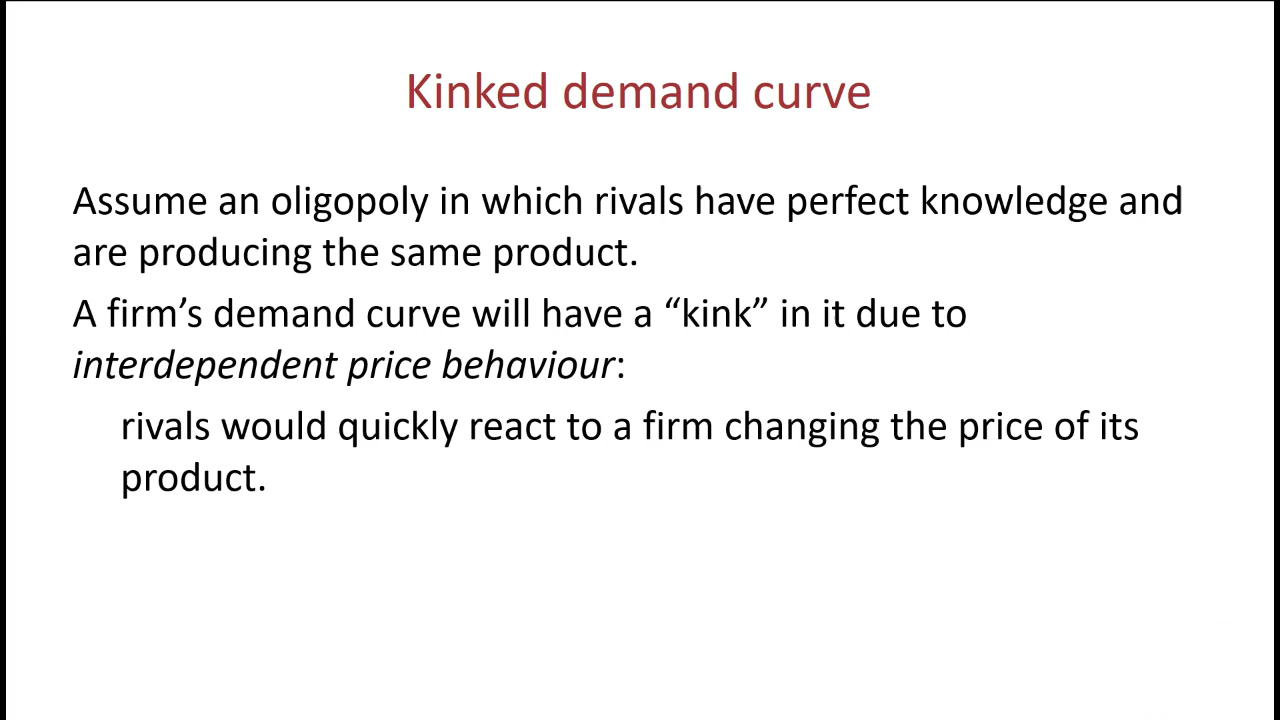 Kinked demand curve
Assume an oligopoly in which rivals have perfect knowledge and
are producing the same product.
A firm’s demand curve will have a “kink” in it due to
interdependent price behaviour:
rivals would quickly react to a firm changing the price of its
product.